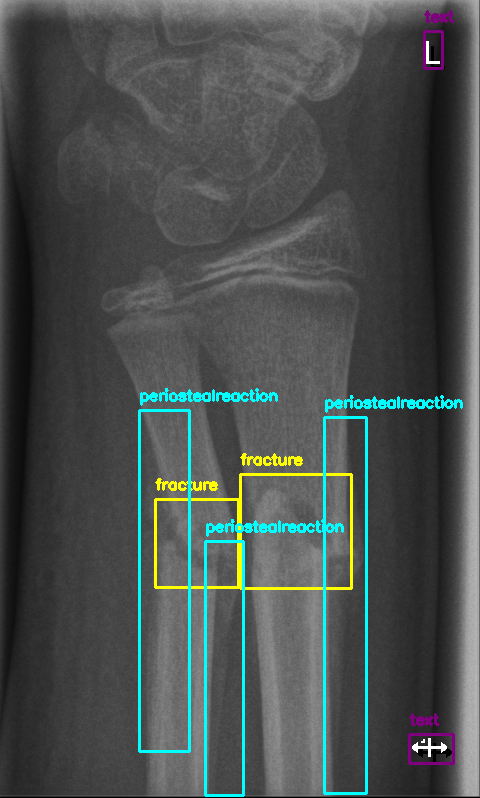 text
L
periostealreaction
periostealreaction
fracture
fracture
periostealreaction
text